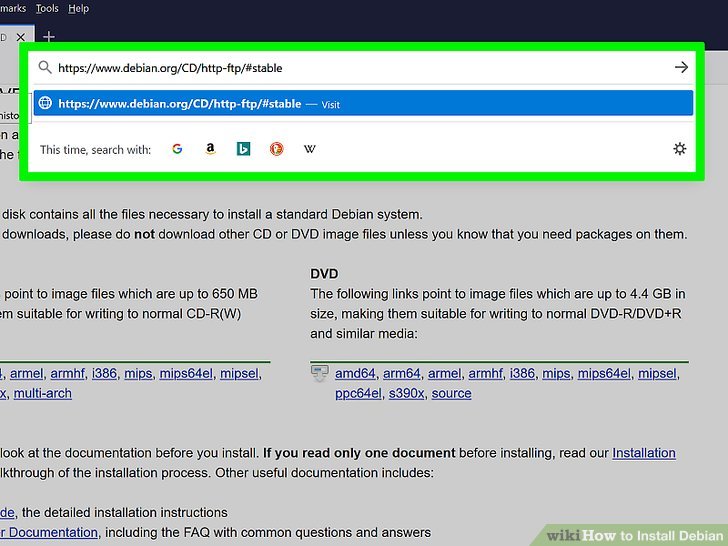 marks Tools Help
D
https://www.debian.org/CD/http-ftp/#stable
https://www.debian.org/CD/http-ftp/#stable — Visit
This time, search with:
disk contains all the files necessary to install a standard Debian system.
downloads, please do not download other CD or DVD image files unless you know that you need packages on them.
point to image files which are up to 650 MB
em suitable for writing to normal CD-R(W)
DVD
The following links point to image files which are up to 4.4 GB in
size, making them suitable for writing to normal DVD-R/DVD+R
and similar media:
4, armel, armhf, i386, mips, mips64el, mipsel,
x, multi-arch
amd64, arm64, armel, armhf, i386, mips, mips64el, mipsel,
ppc64el, s390x, source
look at the documentation before you install. If you read only one document before installing, read our Installation
lkthrough of the installation process. Other useful documentation includes:
de, the detailed installation instructions
r Documentation, including the FAQ with common questions and answers
wikiHow to Install Debian